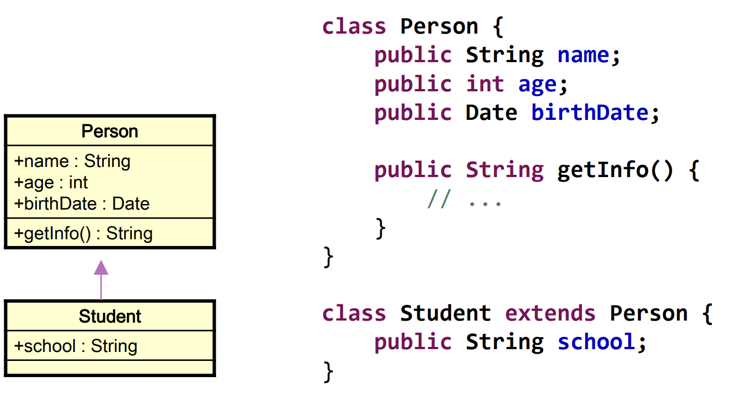 Person
+name : String
+age : int
+birthDate : Date
+getInfo() : String
Student
+school : String
class Person {
public String name;
public int age;
public Date birthDate;
public String getInfo() {
// ...
}
}
class Student extends Person {
public String school;
}